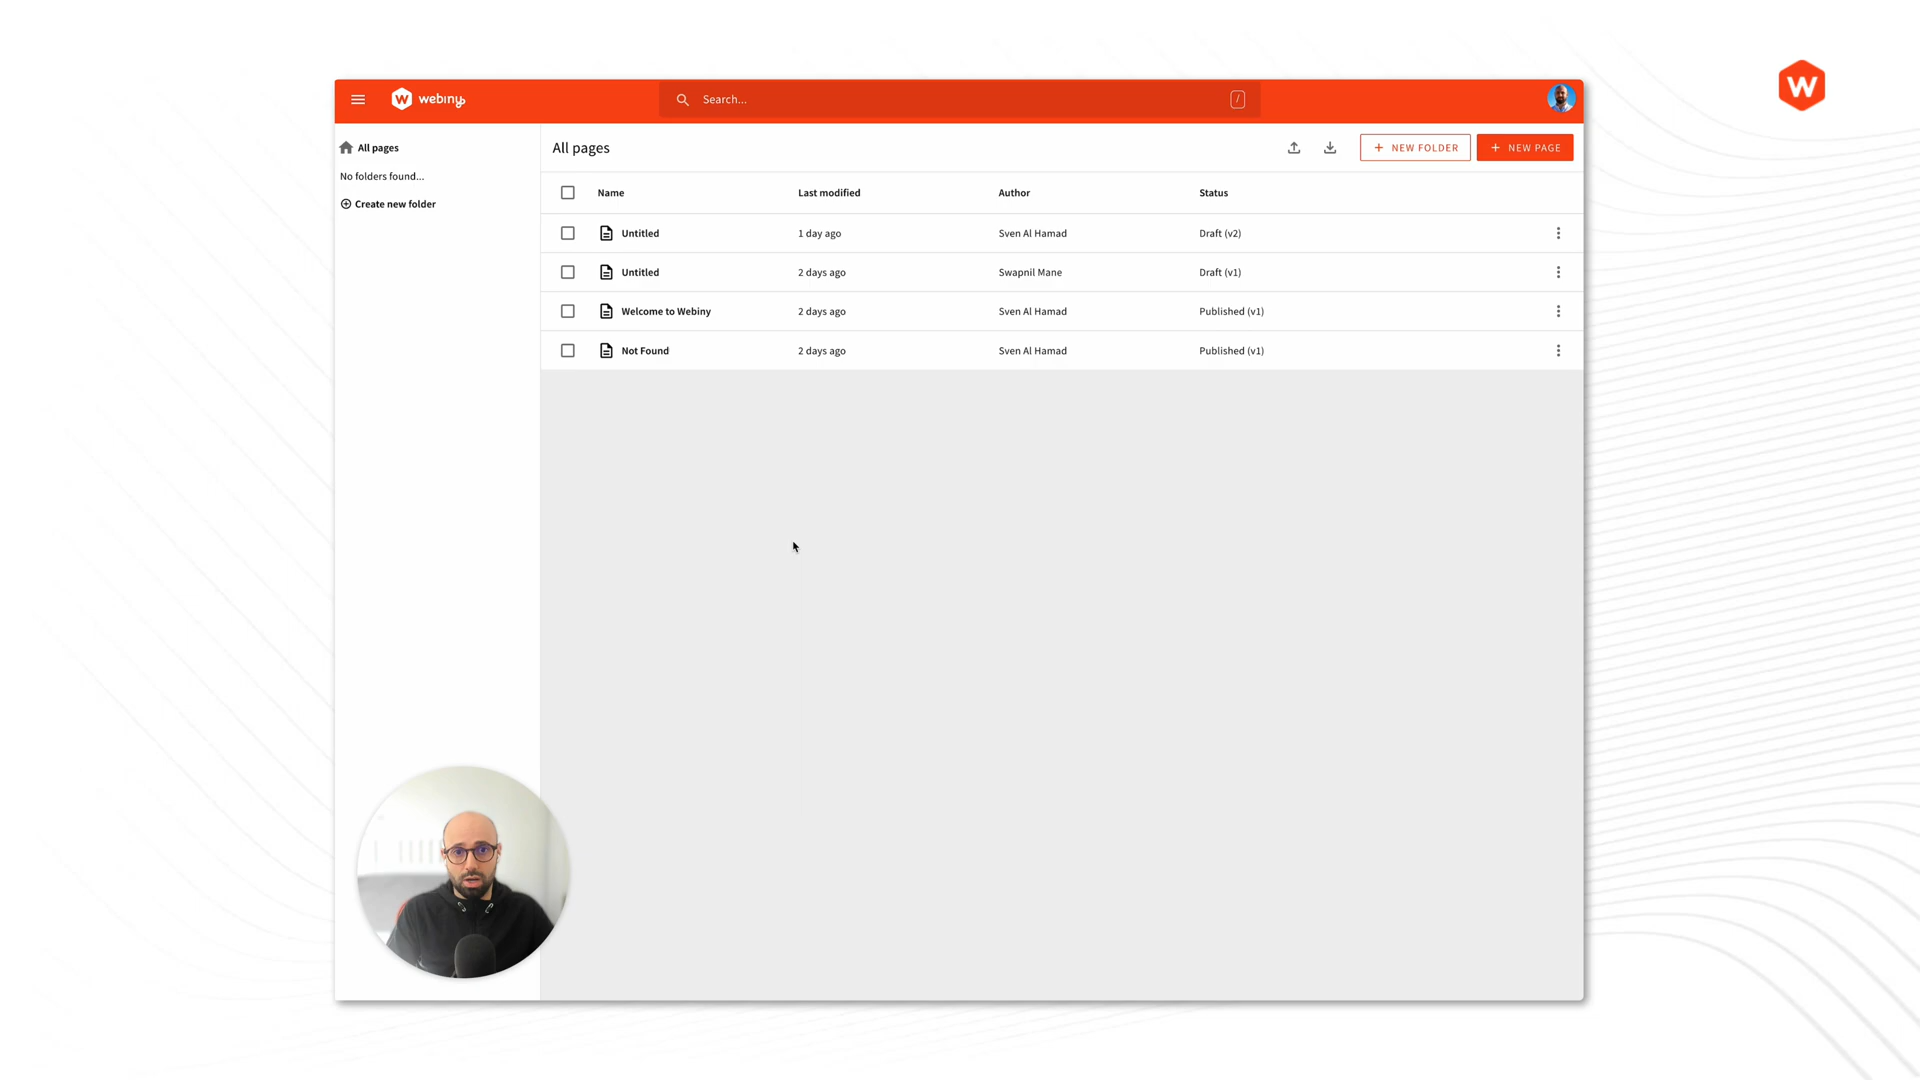 webiny
Search...
/
All pages
No folders found...
Create new folder
All pages
NEW FOLDER
NEW PAGE
Name Last modified Author Status
Untitled 1 day ago Sven Al Hamad Draft (v2)
Untitled 2 days ago Swapnil Mane Draft (v1)
Welcome to Webiny 2 days ago Sven Al Hamad Published (v1)
Not Found 2 days ago Sven Al Hamad Published (v1)
W